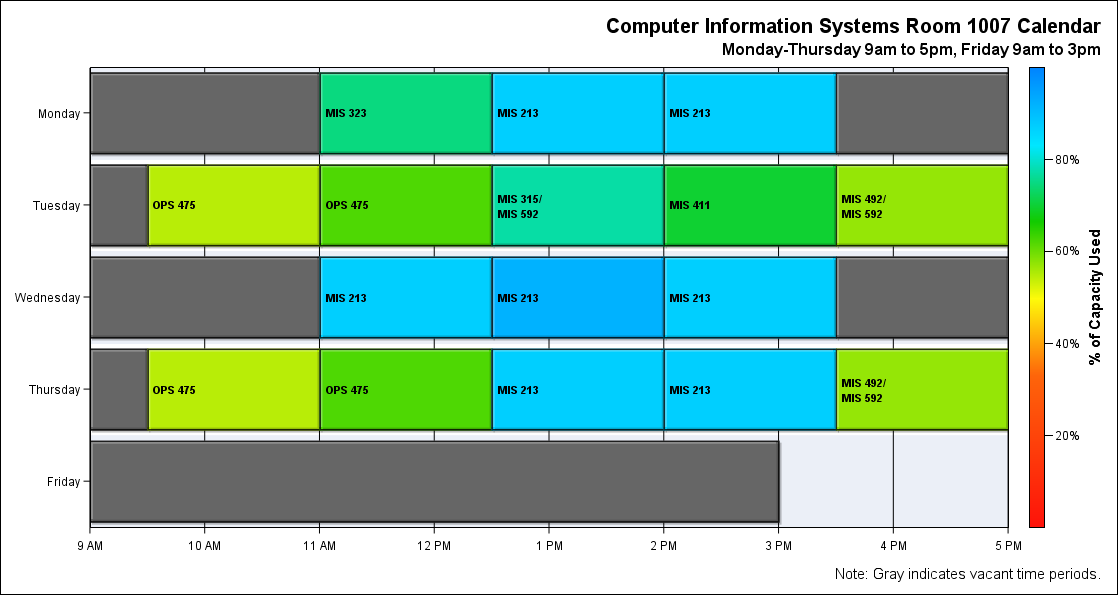 Computer Information Systems Room 1007 Calendar
Monday-Thursday 9am to 5pm, Friday 9am to 3pm
Monday
MIS 323
MIS 213
MIS 213
Tuesday
OPS 475
OPS 475
MIS 315/
MIS 592
MIS 411
MIS 492/
MIS 592
Wednesday
MIS 213
MIS 213
MIS 213
Thursday
OPS 475
OPS 475
MIS 213
MIS 213
MIS 492/
MIS 592
Friday
9 AM
10 AM
11 AM
12 PM
1 PM
2 PM
3 PM
4 PM
5 PM
80%
60%
40%
20%
% of Capacity Used
Note: Gray indicates vacant time periods.